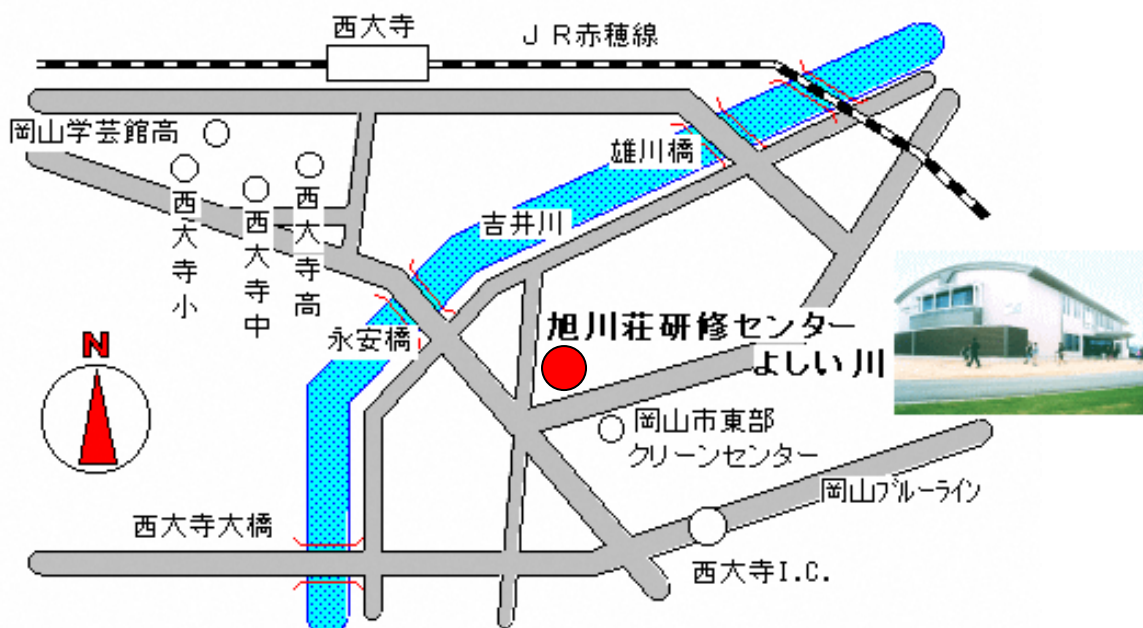 西大寺
JR赤穂線
岡山学芸館高
雄川橋
西大寺小
西大寺中
西大寺高
吉井川
永安橋
旭川荘研修センター
よしい川
N
岡山市東部
クリーンセンター
岡山ブルーライン
西大寺大橋
西大寺I.C.